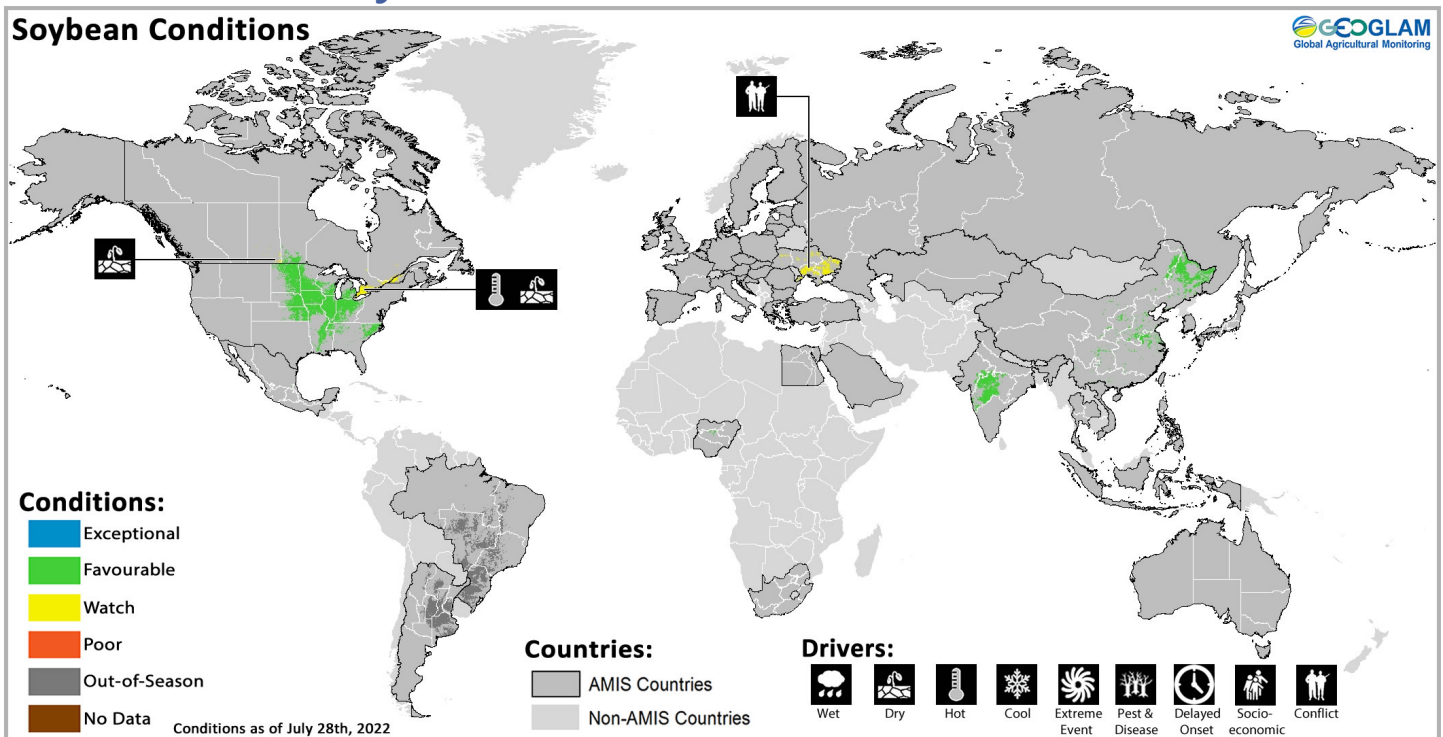 Soybean Conditions
GEOGLAM
Global Agricultural Monitoring
Conditions:
Exceptional
Favourable
Watch
Poor
Out-of-Season
No Data
Conditions as of July 28th, 2022
Countries:
AMIS Countries
Non-AMIS Countries
Drivers:
Wet
Dry
Hot
Cool
Extreme
Event
Pest &
Disease
Delayed
Onset
Socio-
economic
Conflict